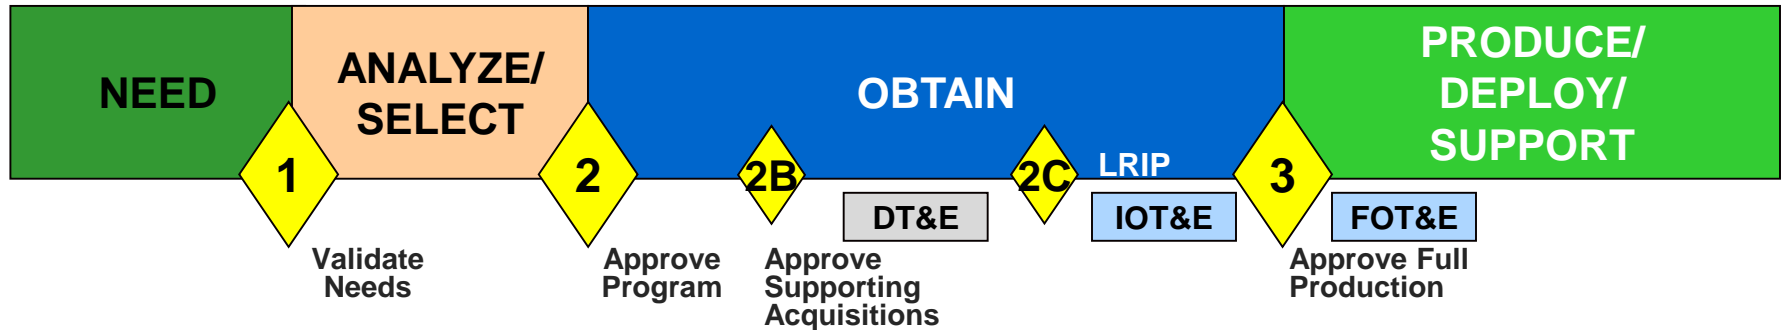 NEED
ANALYZE/
SELECT
OBTAIN
PRODUCE/
DEPLOY/
SUPPORT
1
2
2B
2C
LRIP
3
DT&E
IOT&E
FOT&E
Validate
Needs
Approve
Program
Approve
Supporting
Acquisitions
Approve Full
Production